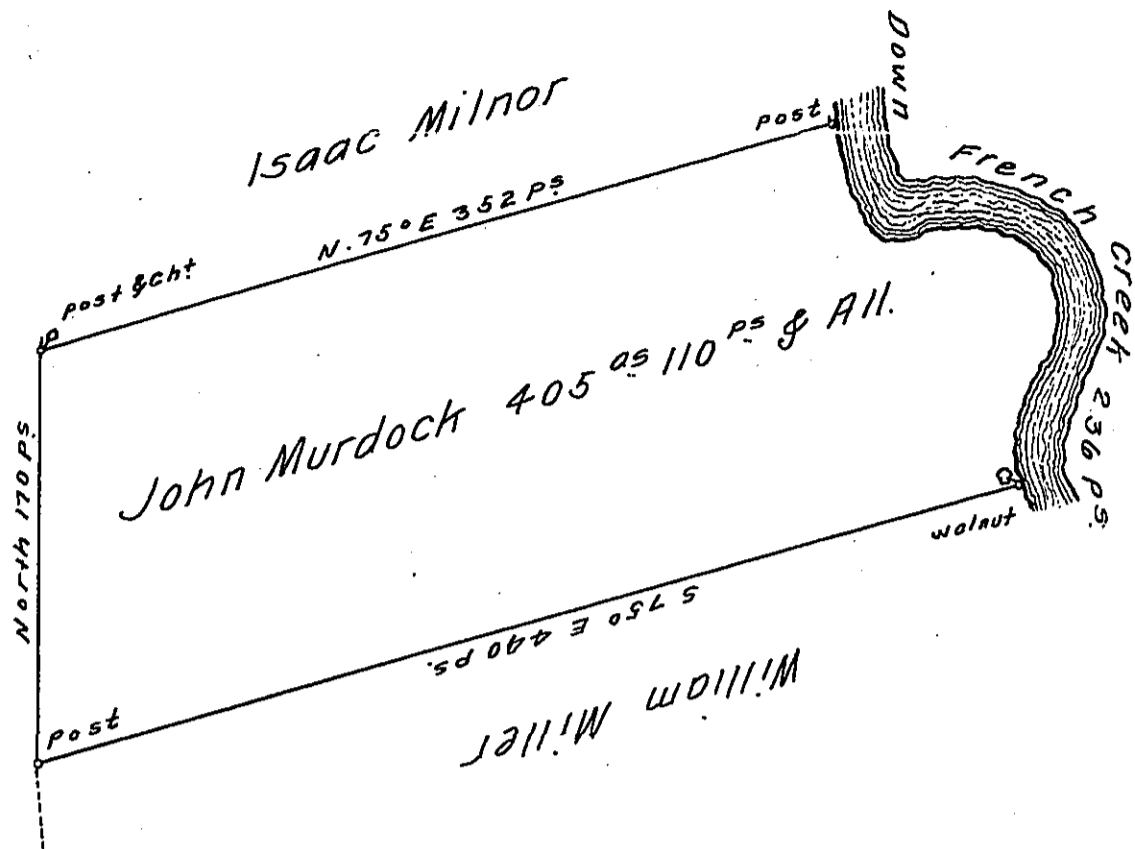 Down
French
Creek 236 ps.
Isaac Milnor
Post
N. 75° E 352 ps
Post & Cht
John Murdock 405 as 110 ps & All.
North 170 ps.
walnut
S 75° E 440 ps.
Post
William Miller